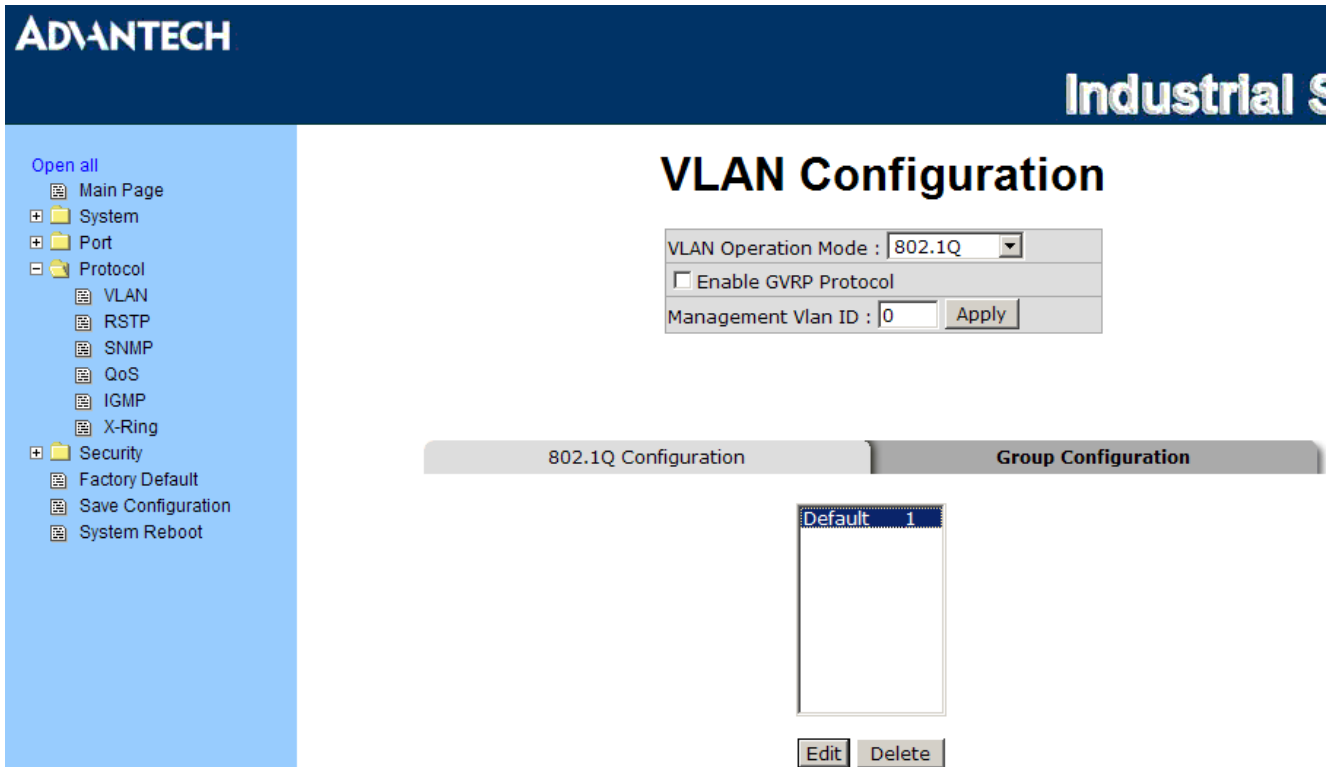 ADVANTECH
Industrial S
Open all
Main Page
System
Port
Protocol
VLAN
RSTP
SNMP
QoS
IGMP
X-Ring
Security
Factory Default
Save Configuration
System Reboot
VLAN Configuration
VLAN Operation Mode : 802.1Q
Enable GVRP Protocol
Management Vlan ID : 0 Apply
802.1Q Configuration Group Configuration
Default 1
Edit Delete